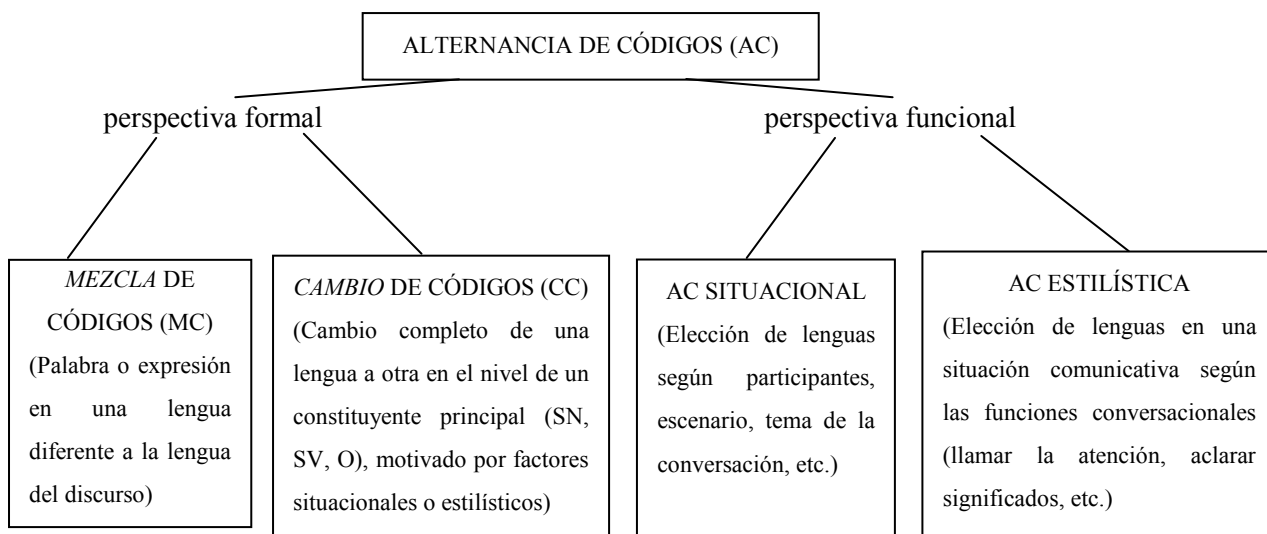 ALTERNANCIA DE CÓDIGOS (AC)
perspectiva formal
perspectiva funcional
MEZCLA DE
CÓDIGOS (MC)
(Palabra o expresión
en una lengua
diferente a la lengua
del discurso)
CAMBIO DE CÓDIGOS (CC)
(Cambio completo de una
lengua a otra en el nivel de un
constituyente principal (SN,
SV, O), motivado por factores
situacionales o estilísticos)
AC SITUACIONAL
(Elección de lenguas
según participantes,
escenario, tema de la
conversación, etc.)
AC ESTILÍSTICA
(Elección de lenguas en una
situación comunicativa según
las funciones conversacionales
(llamar la atención, aclarar
significados, etc.)